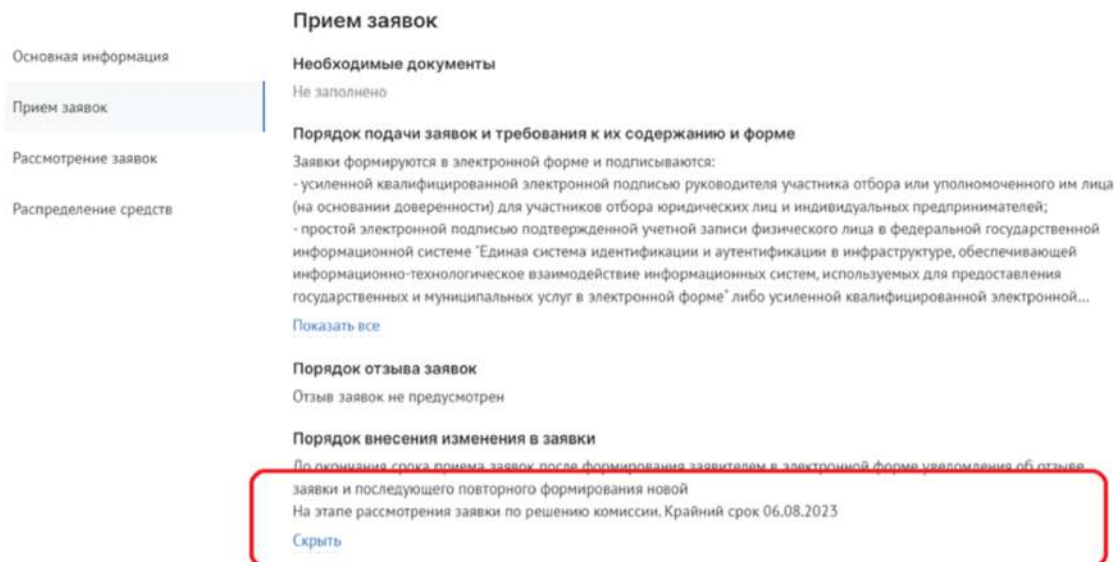 Прием заявок
Основная информация
Прием заявок
Рассмотрение заявок
Распределение средств
Необходимые документы
Не заполнено
Порядок подачи заявок и требования к их содержанию и форме
Заявки формируются в электронной форме и подписываются:
- усиленной квалифицированной электронной подписью руководителя участника отбора или уполномоченного им лица
(на основании доверенности) для участников отбора юридических лиц и индивидуальных предпринимателей;
- простой электронной подписью подтвержденной учетной записи физического лица в федеральной государственной
информационной системе "Единая система идентификации и аутентификации в инфраструктуре, обеспечивающей
информационно-технологическое взаимодействие информационных систем, используемых для предоставления
государственных и муниципальных услуг в электронной форме" либо усиленной квалифицированной электронной...
Показать все
Порядок отзыва заявок
Отзыв заявок не предусмотрен
Порядок внесения изменения в заявки
До окончания срока приема заявок после формирования заявителем в электронной форме уведомления об отзыве
заявки и последующего повторного формирования новой
На этапе рассмотрения заявки по решению комиссии. Крайний срок 06.08.2023
Скрыть